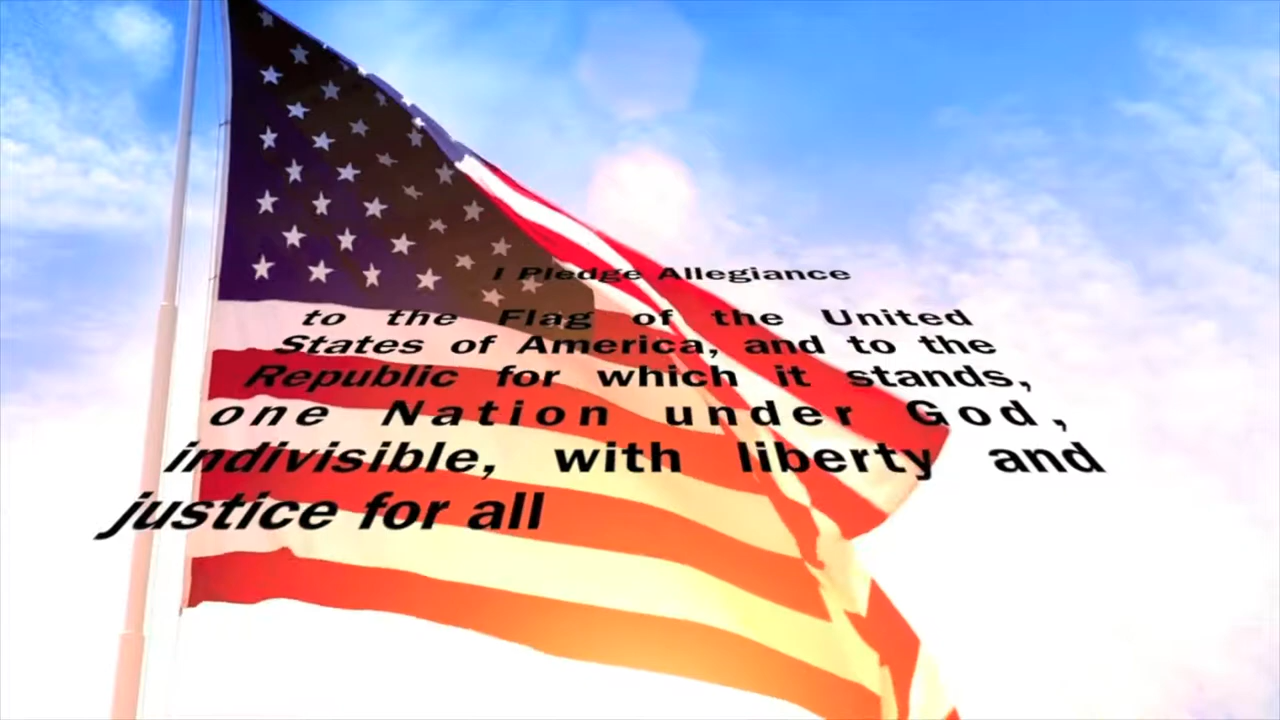 I Pledge Allegiance
to the Flag of the United
States of America, and to the
Republic for which it stands,
one Nation under God,
indivisible, with liberty and
justice for all